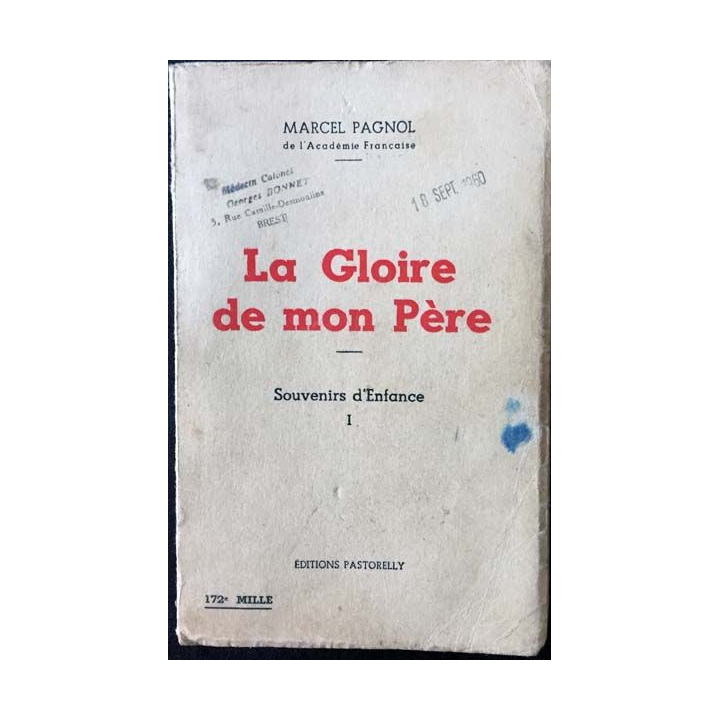 MARCEL PAGNOL
de l'Académie Française
Médecin Colonel
Georges BONNET
5, Rue Camille-Desmoulins
BREST
18 SEPT 1960
La Gloire
de mon Père
Souvenirs d'Enfance
I
ÉDITIONS PASTORELLY
172e MILLE